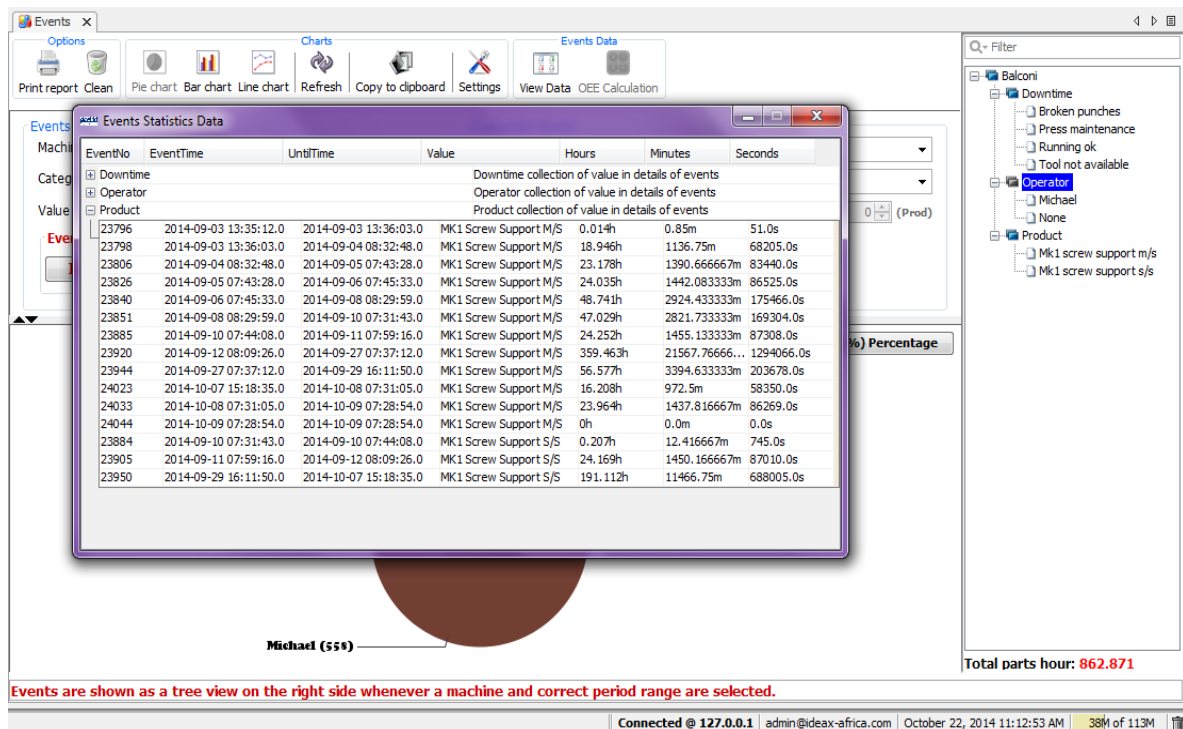 Events
Options
Charts
Events Data
Print report Clean Pie chart Bar chart Line chart Refresh Copy to clipboard Settings View Data OEE Calculation
Events
Machi
Categ
Value
0 (Prod)
Even
%) Percentage
Events Statistics Data
EventNo EventTime UntilTime Value Hours Minutes Seconds
Downtime Downtime collection of value in details of events
Operator Operator collection of value in details of events
Product Product collection of value in details of events
23796 2014-09-03 13:35:12.0 2014-09-03 13:36:03.0 MK1 Screw Support M/S 0.014h 0.85m 51.0s
23798 2014-09-03 13:36:03.0 2014-09-04 08:32:48.0 MK1 Screw Support M/S 18.946h 1136.75m 68205.0s
23806 2014-09-04 08:32:48.0 2014-09-05 07:43:28.0 MK1 Screw Support M/S 23.178h 1390.666667m 83440.0s
23826 2014-09-05 07:43:28.0 2014-09-06 07:45:33.0 MK1 Screw Support M/S 24.035h 1442.083333m 86525.0s
23840 2014-09-06 07:45:33.0 2014-09-08 08:29:59.0 MK1 Screw Support M/S 48.741h 2924.433333m 175466.0s
23851 2014-09-08 08:29:59.0 2014-09-10 07:31:43.0 MK1 Screw Support M/S 47.029h 2821.733333m 169304.0s
23885 2014-09-10 07:44:08.0 2014-09-11 07:59:16.0 MK1 Screw Support M/S 24.252h 1455.133333m 87308.0s
23920 2014-09-12 08:09:26.0 2014-09-27 07:37:12.0 MK1 Screw Support M/S 359.463h 21567.76666... 1294066.0s
23944 2014-09-27 07:37:12.0 2014-09-29 16:11:50.0 MK1 Screw Support M/S 56.577h 3394.633333m 203678.0s
24023 2014-10-07 15:18:35.0 2014-10-08 07:31:05.0 MK1 Screw Support M/S 16.208h 972.5m 58350.0s
24033 2014-10-08 07:31:05.0 2014-10-09 07:28:54.0 MK1 Screw Support M/S 23.964h 1437.816667m 86269.0s
24044 2014-10-09 07:28:54.0 2014-10-09 07:28:54.0 MK1 Screw Support M/S 0h 0.0m 0.0s
23884 2014-09-10 07:31:43.0 2014-09-10 07:44:08.0 MK1 Screw Support S/S 0.207h 12.416667m 745.0s
23905 2014-09-11 07:59:16.0 2014-09-12 08:09:26.0 MK1 Screw Support S/S 24.169h 1450.166667m 87010.0s
23950 2014-09-29 16:11:50.0 2014-10-07 15:18:35.0 MK1 Screw Support S/S 191.112h 11466.75m 688005.0s
Michael (558)
Filter
Balconi
Downtime
Broken punches
Press maintenance
Running ok
Tool not available
Operator
Michael
None
Product
Mk1 screw support m/s
Mk1 screw support s/s
Total parts hour: 862.871
Events are shown as a tree view on the right side whenever a machine and correct period range are selected.
Connected @ 127.0.0.1 admin@ideax-africa.com October 22, 2014 11:12:53 AM 38M of 113M